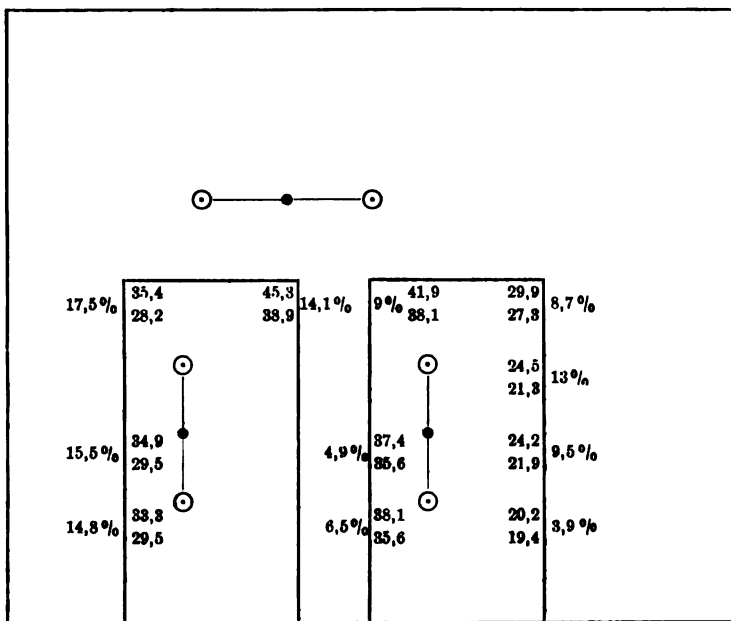 35,4 45,3 41,9 29,9
17,5% 14,1% 9% 8,7%
28,2 38,9 38,1 27,3
24,5
13%
21,3
34,9 37,4 24,2
15,5% 4,9% 9,5%
29,5 35,6 21,9
33,3 38,1 20,2
14,8% 6,5% 3,9%
29,5 35,6 19,4